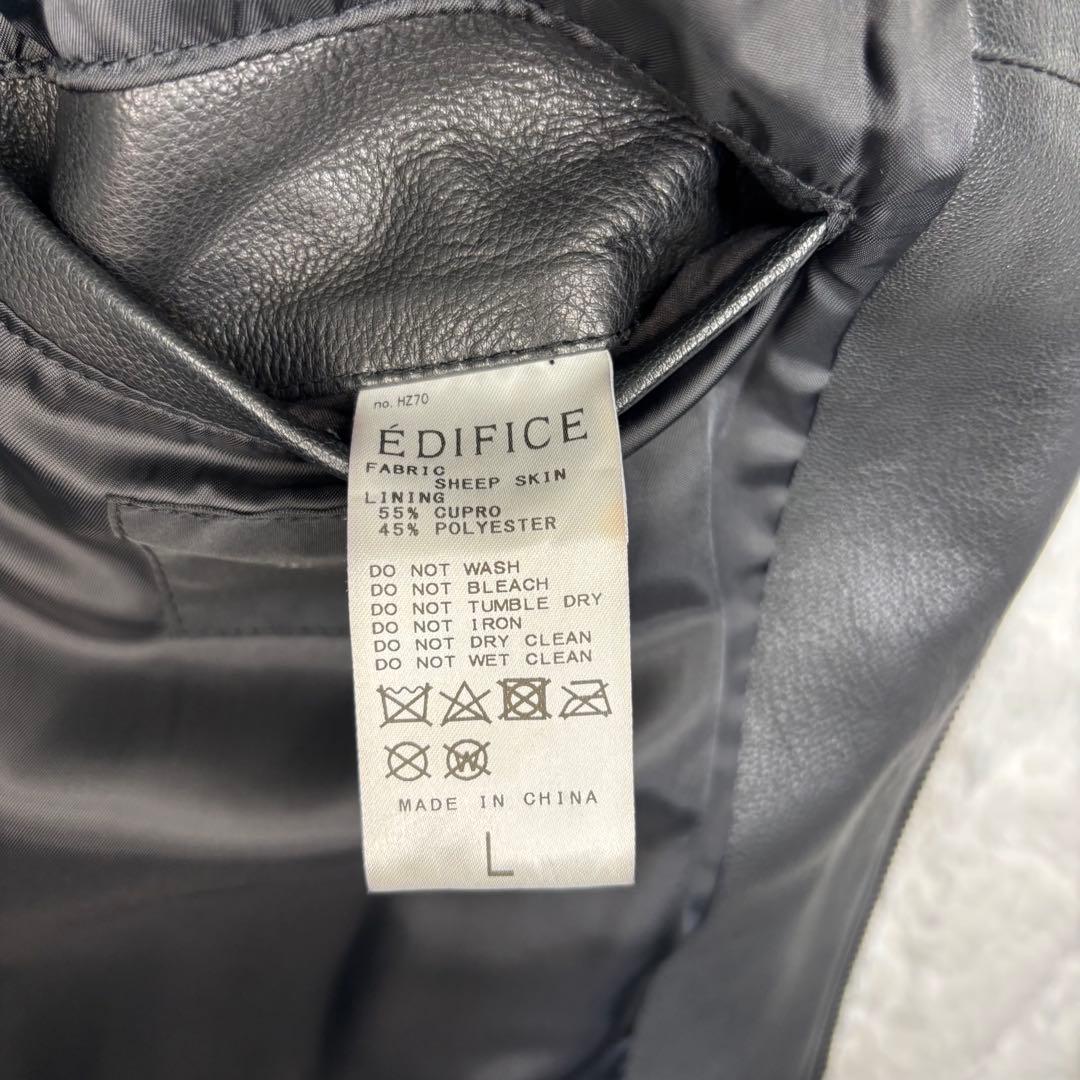 no. HZ70
ÉDIFICE
FABRIC
SHEEP SKIN
LINING
55% CUPRO
45% POLYESTER
DO NOT WASH
DO NOT BLEACH
DO NOT TUMBLE DRY
DO NOT IRON
DO NOT DRY CLEAN
DO NOT WET CLEAN
W
MADE IN CHINA
L